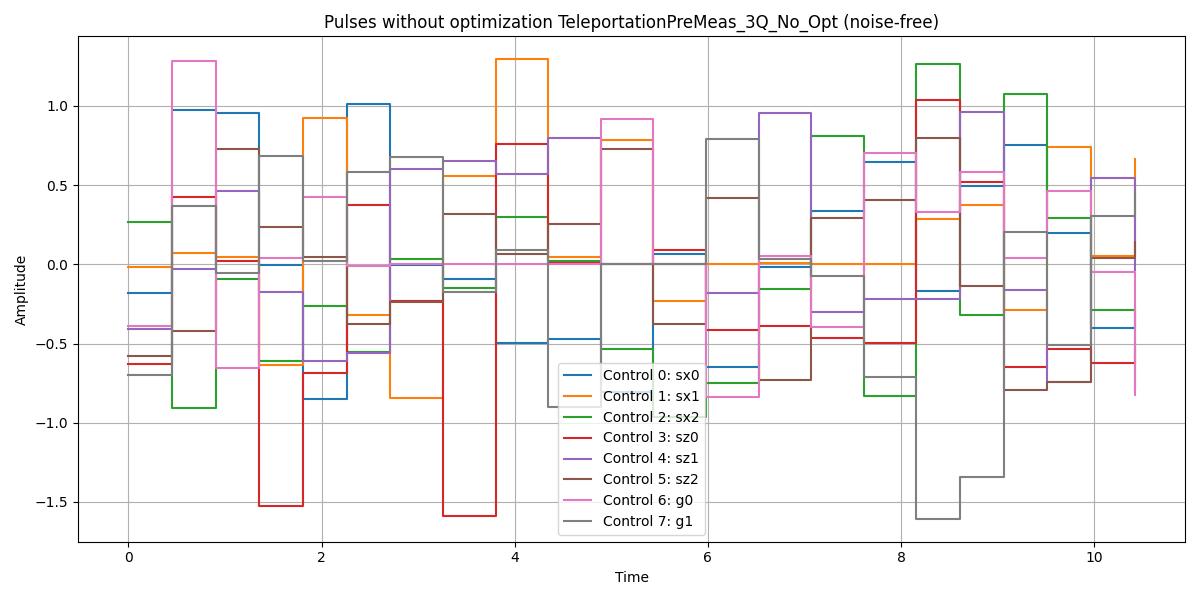 Pulses without optimization TeleportationPreMeas_3Q_No_Opt (noise-free)
Amplitude
1.0
0.5
0.0
−0.5
−1.0
−1.5
Control 0: sx0
Control 1: sx1
Control 2: sx2
Control 3: sz0
Control 4: sz1
Control 5: sz2
Control 6: g0
Control 7: g1
0 2 4 6 8 10
Time